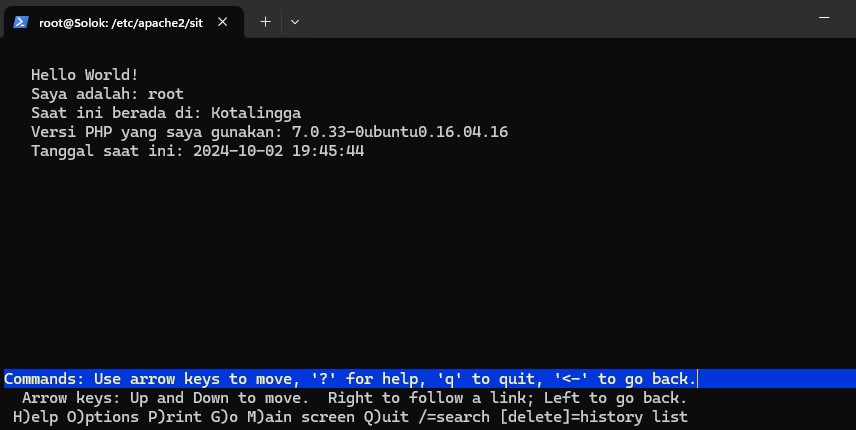 root@Solok: /etc/apache2/sit
Hello World!
Saya adalah: root
Saat ini berada di: Kotalingga
Versi PHP yang saya gunakan: 7.0.33-0ubuntu0.16.04.16
Tanggal saat ini: 2024-10-02 19:45:44
Commands: Use arrow keys to move, '?' for help, 'q' to quit, '<-' to go back.
Arrow keys: Up and Down to move.  Right to follow a link; Left to go back.
H)elp O)ptions P)rint G)o M)ain screen Q)uit /=search [delete]=history list